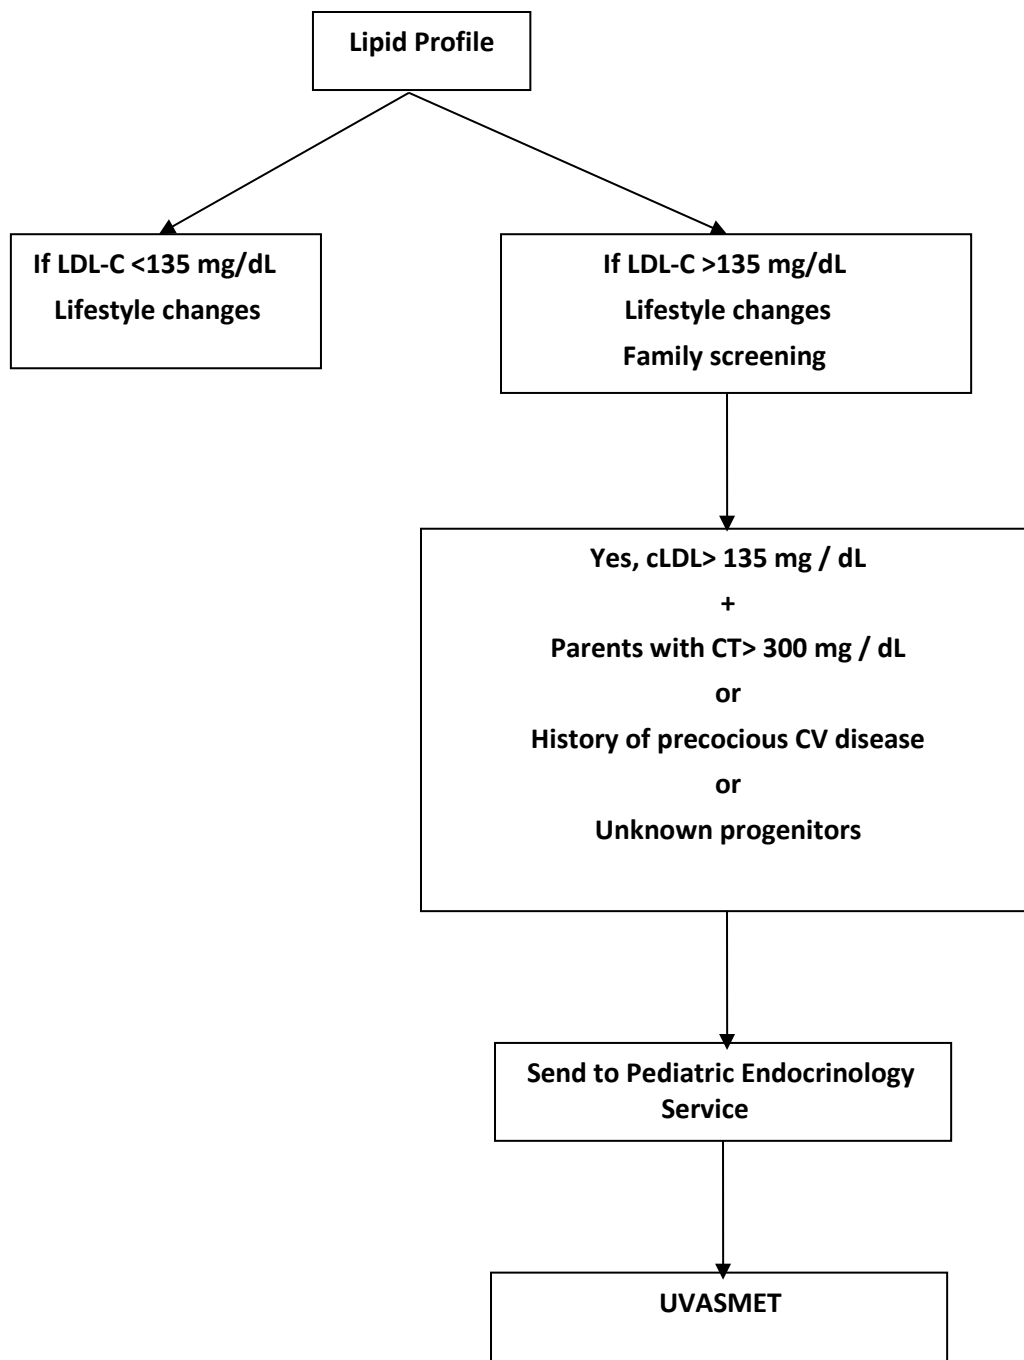 Lipid Profile
If LDL-C <135 mg/dL
Lifestyle changes
If LDL-C >135 mg/dL
Lifestyle changes
Family screening
Yes, cLDL> 135 mg / dL
+
Parents with CT> 300 mg / dL
or
History of precocious CV disease
or
Unknown progenitors
Send to Pediatric Endocrinology
Service
UVASMET